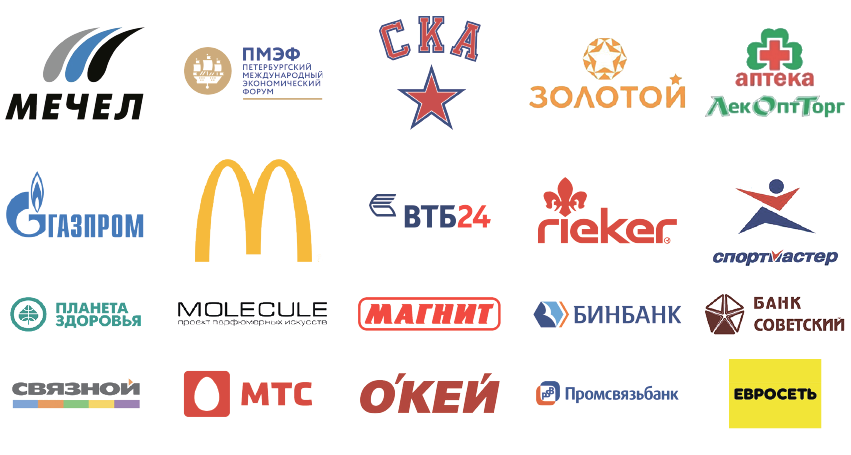 МЕЧЕЛ
ПМЭФ
ПЕТЕРБУРГСКИЙ
МЕЖДУНАРОДНЫЙ
ЭКОНОМИЧЕСКИЙ
ФОРУМ
СКА
ЗОЛОТОЙ
аптека
ЛекОптТорг
ГАЗПРОМ
ВТБ24
rieker
спортмастер
ПЛАНЕТА
ЗДОРОВЬЯ
MOLECULE
проект парфюмерных искусств
МАГНИТ
БИНБАНК
БАНК
СОВЕТСКИЙ
СВЯЗНОЙ
МТС
О'КЕЙ
Промсвязьбанк
ЕВРОСЕТЬ